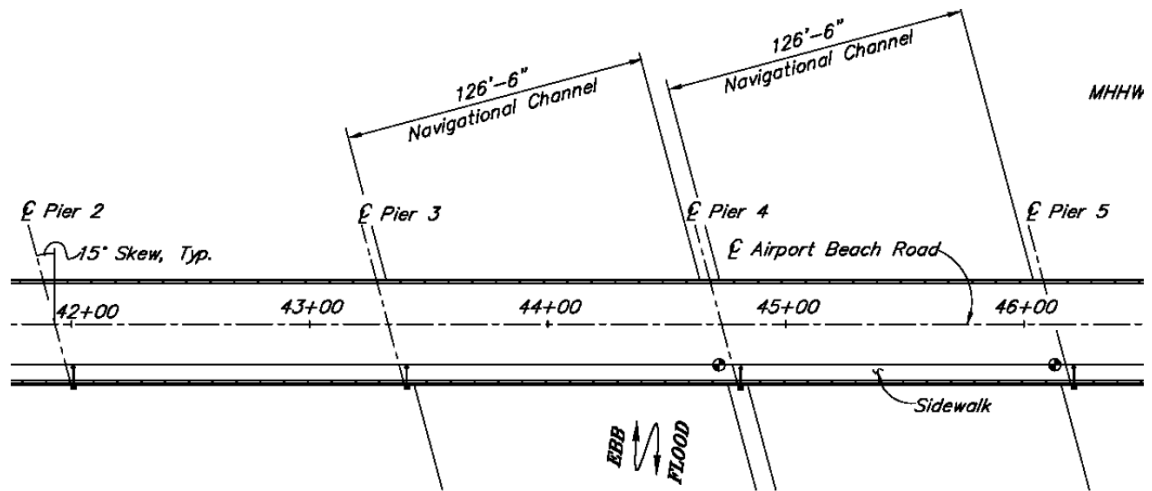 126'-6"
Navigational Channel
126'-6"
Navigational Channel
MHHW
℄ Pier 2
℄ Pier 3
℄ Pier 4
℄ Pier 5
15° Skew, Typ.
℄ Airport Beach Road
42+00
43+00
44+00
45+00
46+00
Sidewalk
EBB
FLOOD